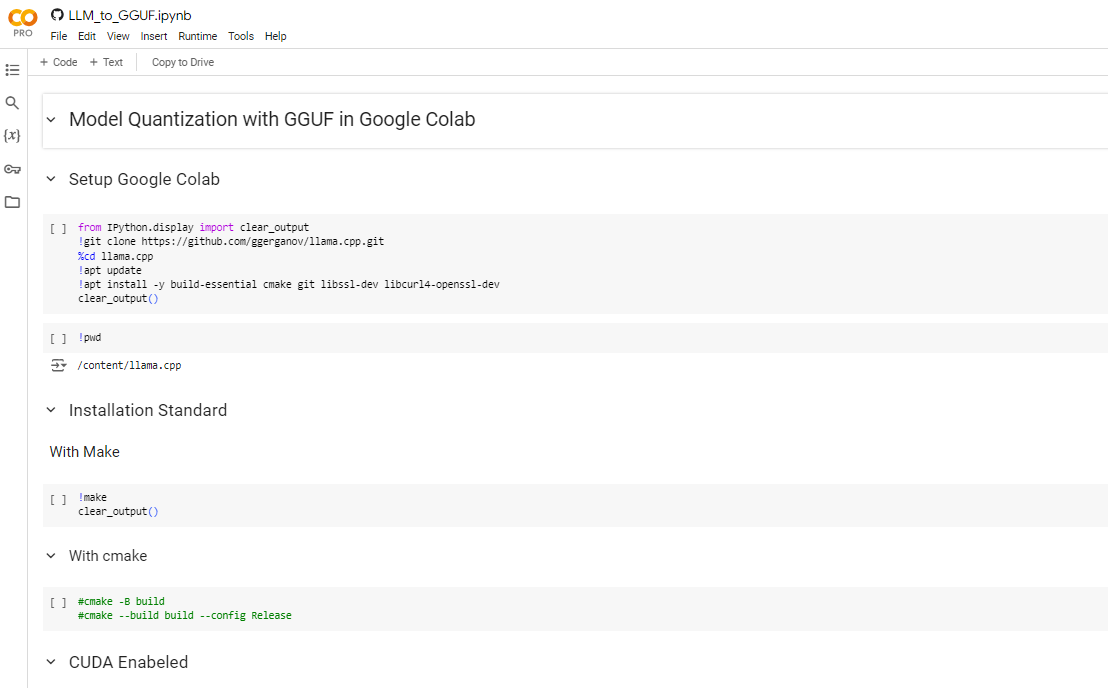 CO
PRO
LLM_to_GGUF.ipynb
File Edit View Insert Runtime Tools Help
+ Code + Text Copy to Drive
{x}
Model Quantization with GGUF in Google Colab
Setup Google Colab
[ ] from IPython.display import clear_output
!git clone https://github.com/ggerganov/llama.cpp.git
%cd llama.cpp
!apt update
!apt install -y build-essential cmake git libssl-dev libcurl4-openssl-dev
clear_output()
[ ] !pwd
/content/llama.cpp
Installation Standard
With Make
[ ] !make
clear_output()
With cmake
[ ] #cmake -B build
#cmake --build build --config Release
CUDA Enabeled